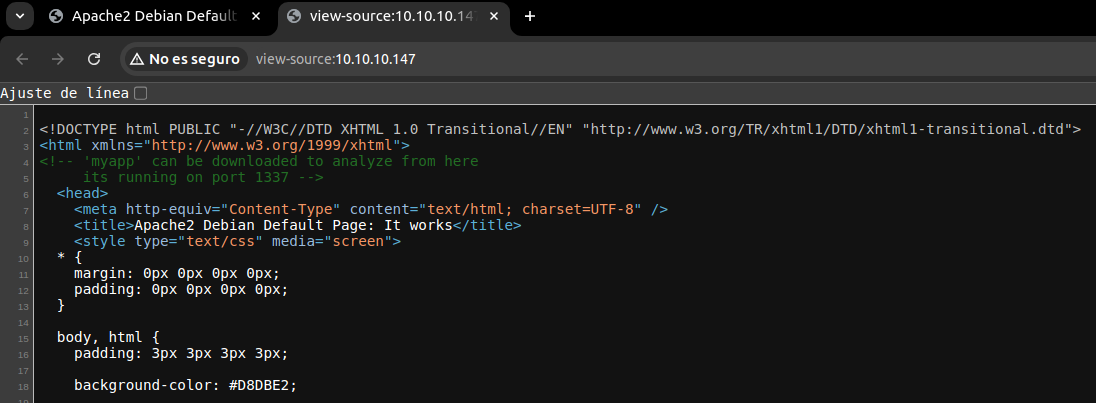 Apache2 Debian Default
view-source:10.10.10.147
No es seguro
view-source:10.10.10.147
Ajuste de línea
1
2 <!DOCTYPE html PUBLIC "-//W3C//DTD XHTML 1.0 Transitional//EN" "http://www.w3.org/TR/xhtml1/DTD/xhtml1-transitional.dtd">
3 <html xmlns="http://www.w3.org/1999/xhtml">
4 <!-- 'myapp' can be downloaded to analyze from here
5      its running on port 1337 -->
6   <head>
7     <meta http-equiv="Content-Type" content="text/html; charset=UTF-8" />
8     <title>Apache2 Debian Default Page: It works</title>
9     <style type="text/css" media="screen">
10   * {
11     margin: 0px 0px 0px 0px;
12     padding: 0px 0px 0px 0px;
13   }
14
15   body, html {
16     padding: 3px 3px 3px 3px;
17
18     background-color: #D8DBE2;
19